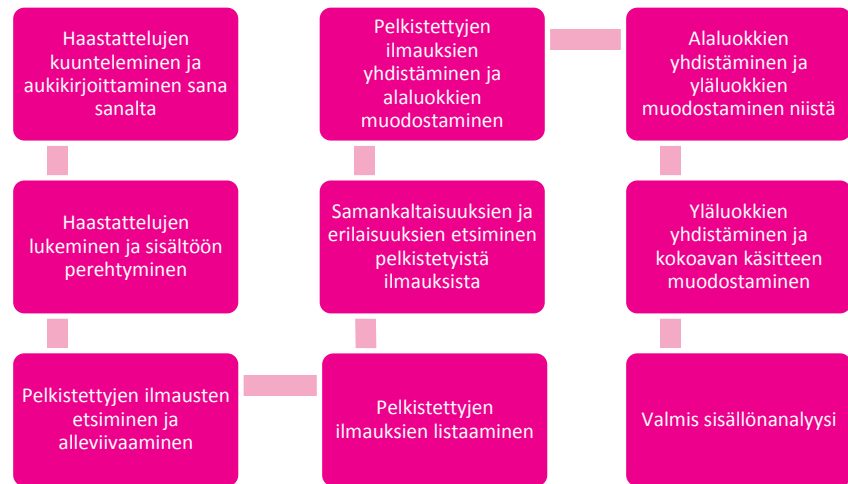 Haastattelujen
kuunteleminen ja
aukikirjoittaminen sana
sanalta
Haastattelujen
lukeminen ja sisältöön
perehtyminen
Pelkistettyjen ilmausten
etsiminen ja
alleviivaaminen
Pelkistettyjen
ilmauksien listaaminen
Samankaltaisuuksien ja
erilaisuuksien etsiminen
pelkistetyistä
ilmauksista
Pelkistettyjen
ilmauksien
yhdistäminen ja
alaluokkien
muodostaminen
Alaluokkien
yhdistäminen ja
yläluokkien
muodostaminen niistä
Yläluokkien
yhdistäminen ja
kokoavan käsitteen
muodostaminen
Valmis sisällönanalyysi